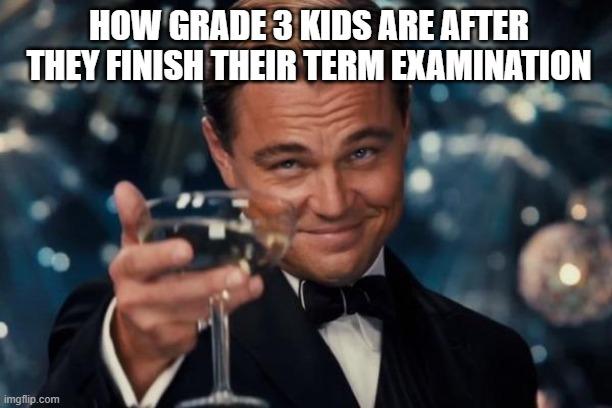 HOW GRADE 3 KIDS ARE AFTER
THEY FINISH THEIR TERM EXAMINATION
imgflip.com